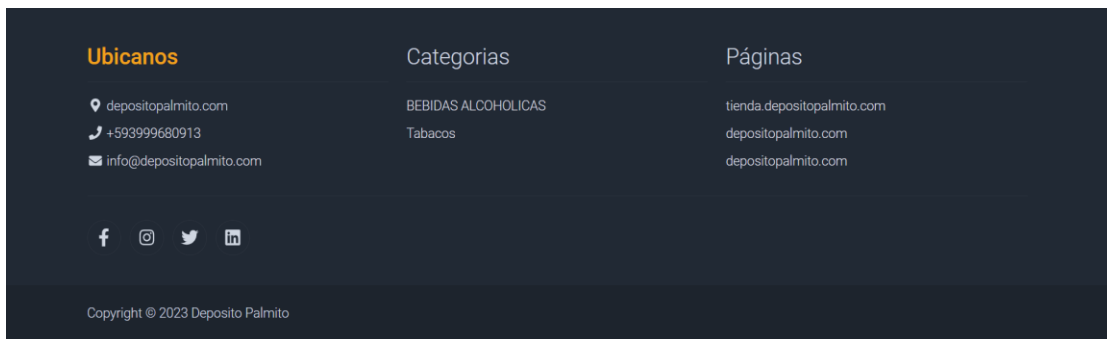 Ubicanos
depositopalmito.com
+593999680913
info@depositopalmito.com
Categorias
BEBIDAS ALCOHOLICAS
Tabacos
Páginas
tienda.depositopalmito.com
depositopalmito.com
depositopalmito.com
Copyright © 2023 Deposito Palmito